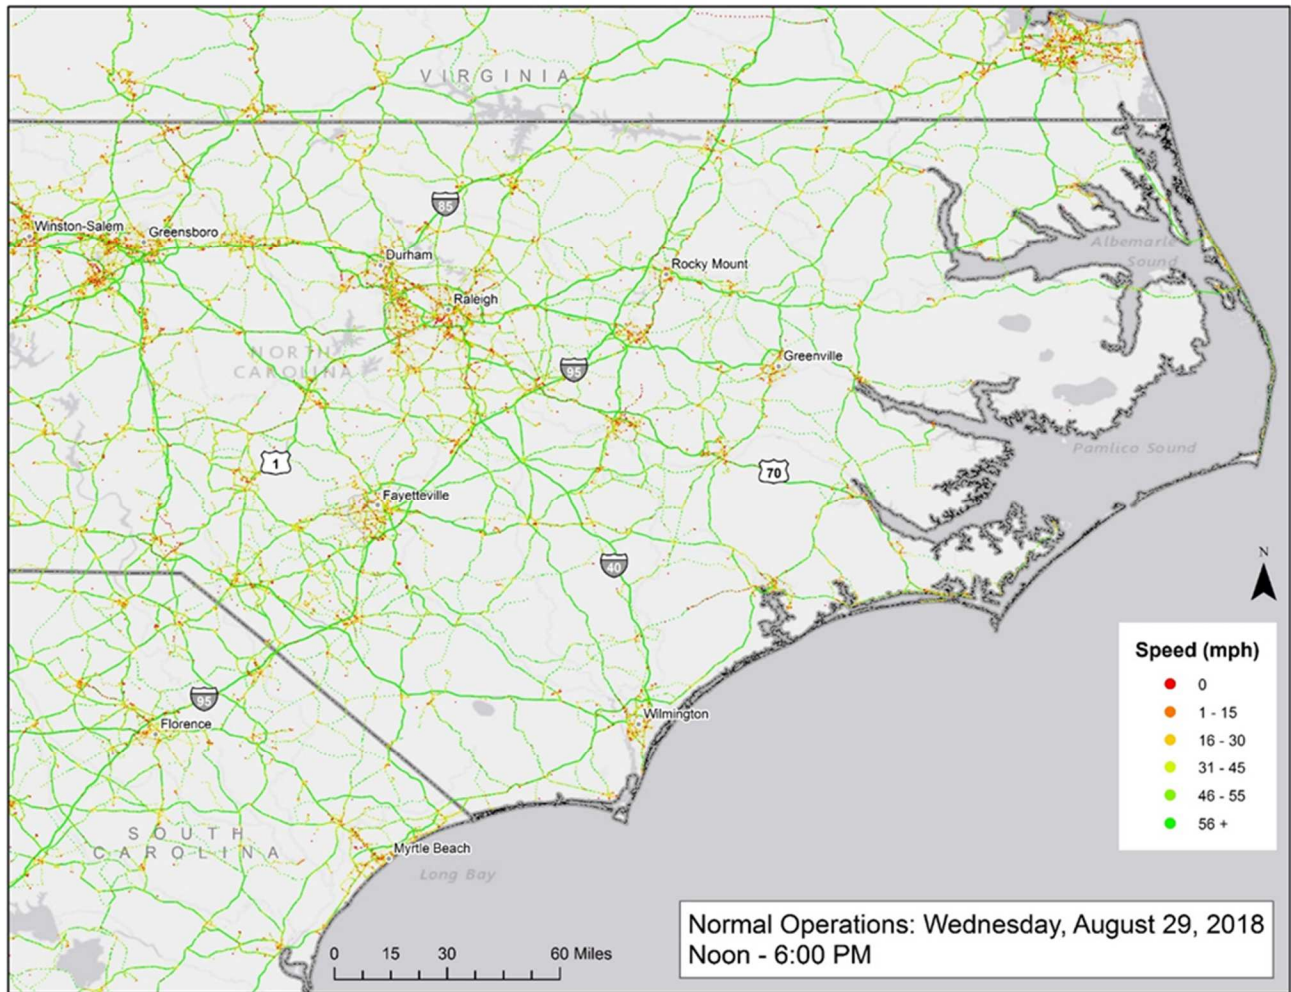 VIRGINIA
85
Winston-Salem
Greensboro
Durham
Albemarle
Sound
Rocky Mount
Raleigh
NORTH
CAROLINA
95
Greenville
Pamlico Sound
1
70
Fayetteville
40
N
95
Florence
Wilmington
Speed (mph)
0
1 - 15
16 - 30
31 - 45
46 - 55
56 +
SOUTH
CAROLINA
Myrtle Beach
Long Bay
Normal Operations: Wednesday, August 29, 2018
Noon - 6:00 PM
0 15 30 60 Miles